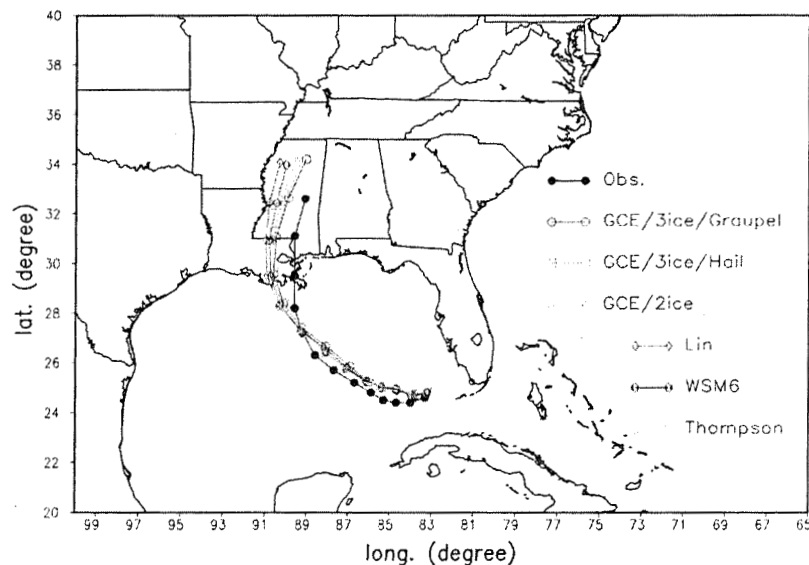 40
38
36
34
32
30
28
26
24
22
20
lat. (degree)
Obs.
GCE/3ice/Graupel
GCE/3ice/Hail
GCE/2ice
Lin
WSM6
Thompson
99 97 95 93 91 89 87 85 83 81 79 77 75 73 71 69 67 65
long. (degree)